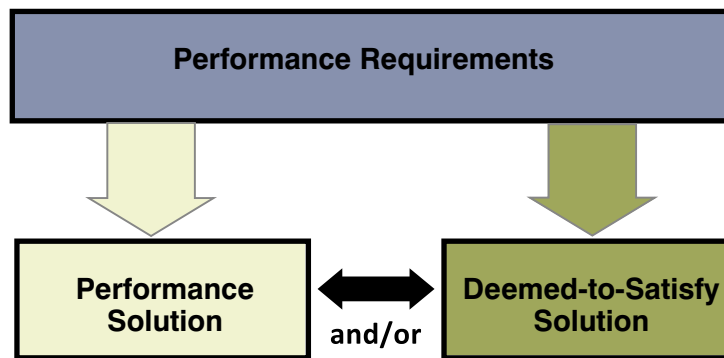 Performance Requirements
Performance
Solution
and/or
Deemed-to-Satisfy
Solution